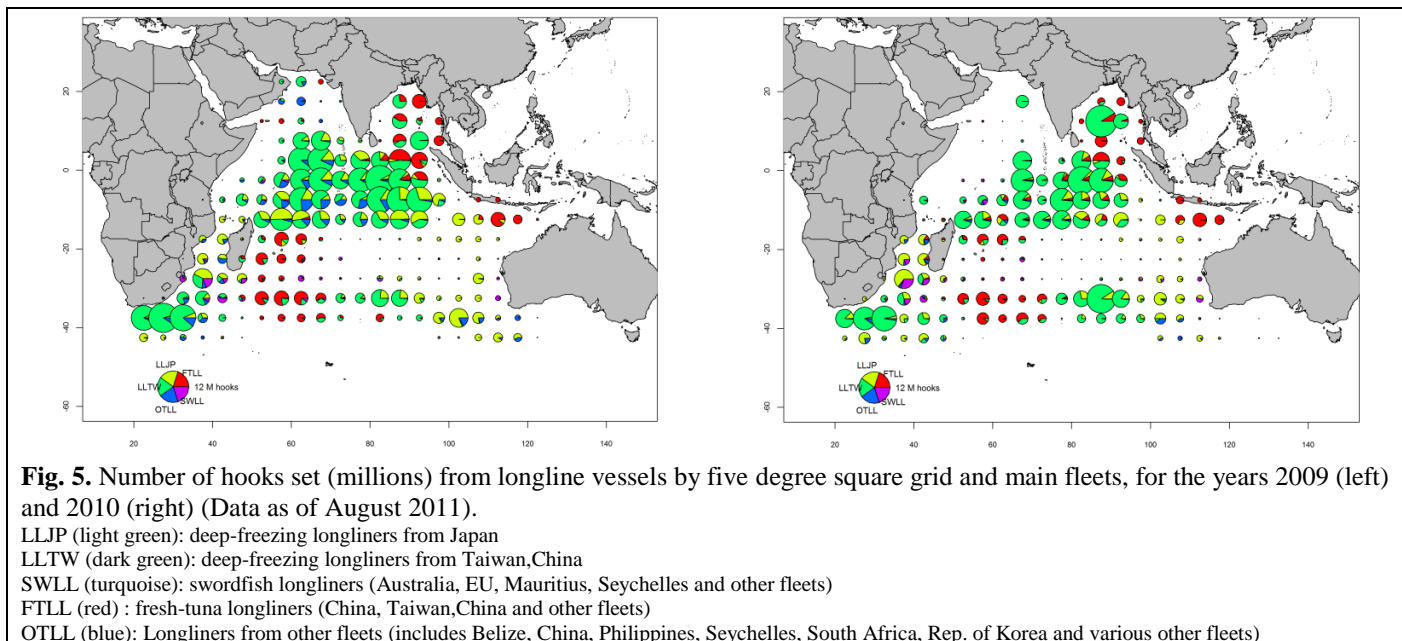 20
0
-20
-40
-60
LLJP
FTLL
LLTW
12 M hooks
SWLL
OTLL
20 40 60 80 100 120 140
20
0
-20
-40
-60
LLJP
FTLL
LLTW
12 M hooks
SWLL
OTLL
20 40 60 80 100 120 140
Fig. 5. Number of hooks set (millions) from longline vessels by five degree square grid and main fleets, for the years 2009 (left)
and 2010 (right) (Data as of August 2011).
LLJP (light green): deep-freezing longliners from Japan
LLTW (dark green): deep-freezing longliners from Taiwan,China
SWLL (turquoise): swordfish longliners (Australia, EU, Mauritius, Seychelles and other fleets)
FTLL (red) : fresh-tuna longliners (China, Taiwan,China and other fleets)
OTLL (blue): Longliners from other fleets (includes Belize, China, Philippines, Seychelles, South Africa, Rep. of Korea and various other fleets)